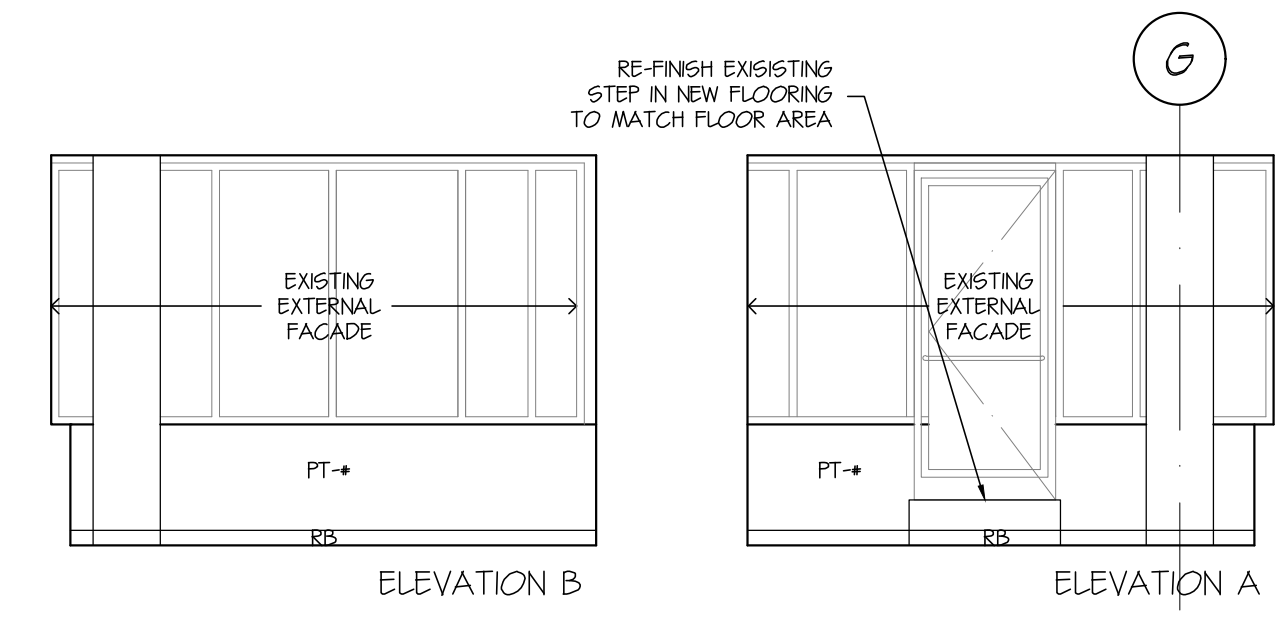 G
RE-FINISH EXISISTING
STEP IN NEW FLOORING
TO MATCH FLOOR AREA
EXISTING
EXTERNAL
FACADE
PT-#
RB
ELEVATION B
EXISTING
EXTERNAL
FACADE
PT-#
RB
ELEVATION A